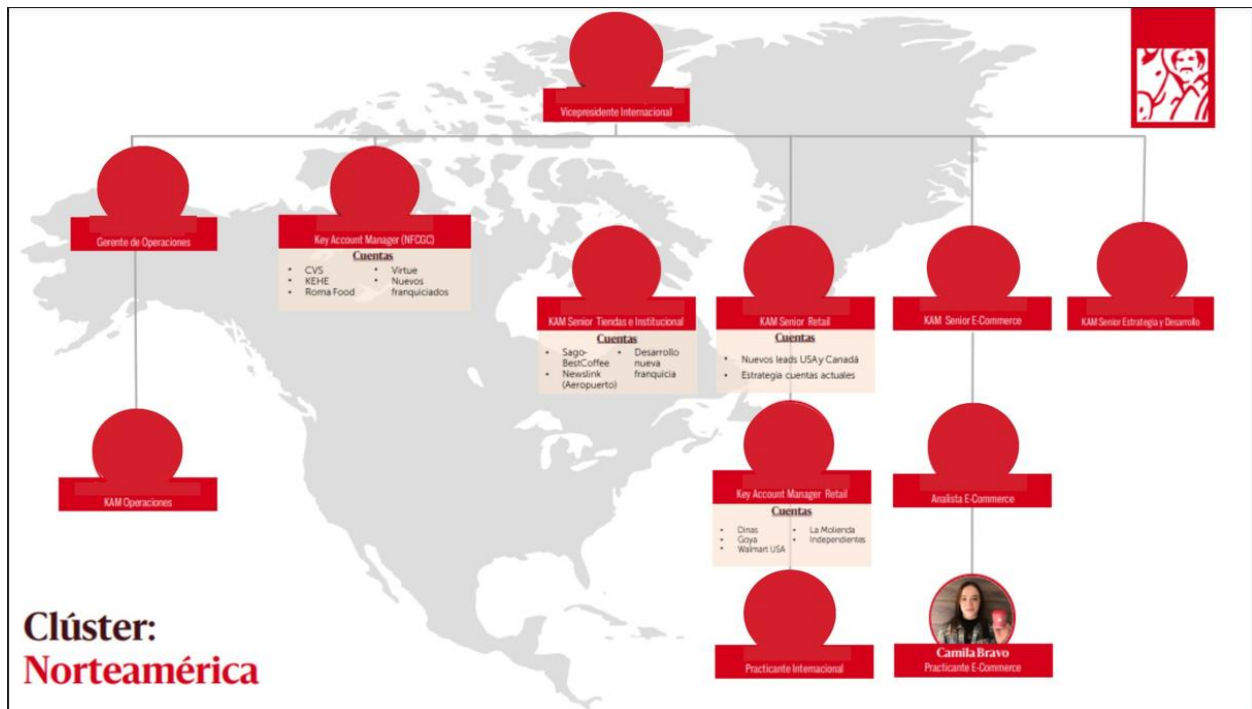 Vicepresidente Internacional
Gerente de Operaciones
Key Account Manager (NFCGC)
Cuentas
• CVS
• KEHE
• Roma Food
• Virtue
• Nuevos
franquiciados
KAM Senior Tiendas e Institucional
Cuentas
• Sago-
BestCoffee
• Newslink
(Aeropuerto)
• Desarrollo
nueva
franquicia
KAM Senior Retail
Cuentas
• Nuevos leads USA y Canadá
• Estrategia cuentas actuales
KAM Senior E-Commerce
KAM Senior Estrategia y Desarrollo
KAM Operaciones
Key Account Manager Retail
Cuentas
• Dinas
• Goya
• Walmart USA
• La Molienda
• Independientes
Analista E-Commerce
Practicante Internacional
Camila Bravo
Practicante E-Commerce
Clúster:
Norteamérica